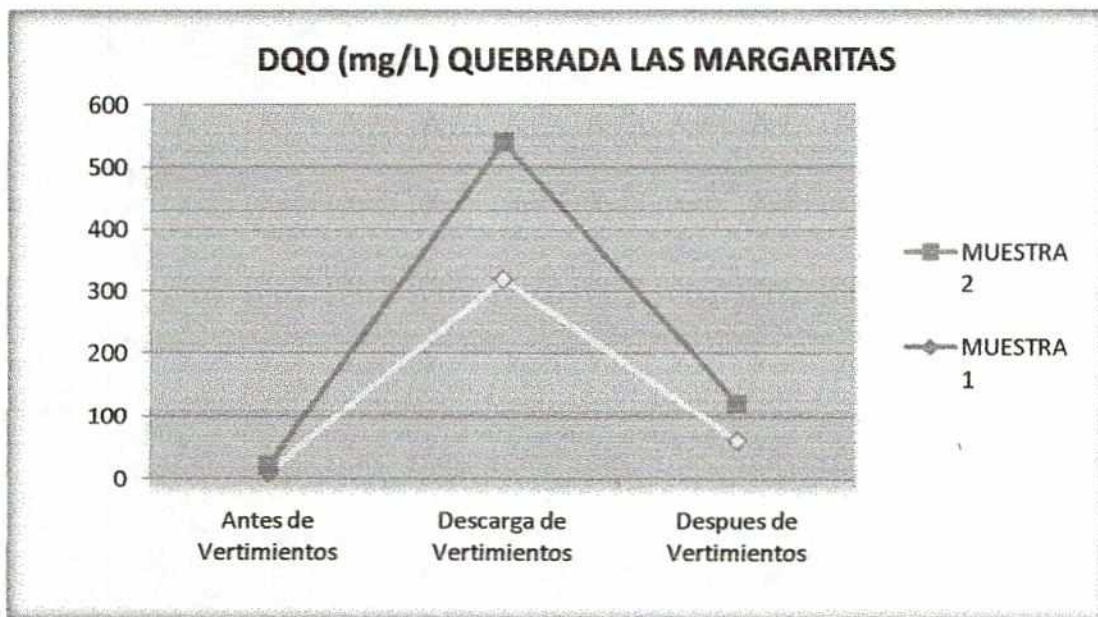 DQO (mg/L) QUEBRADA LAS MARGARITAS
600
500
400
300
200
100
0
Antes de
Vertimientos
Descarga de
Vertimientos
Despues de
Vertimientos
MUESTRA
2
MUESTRA
1